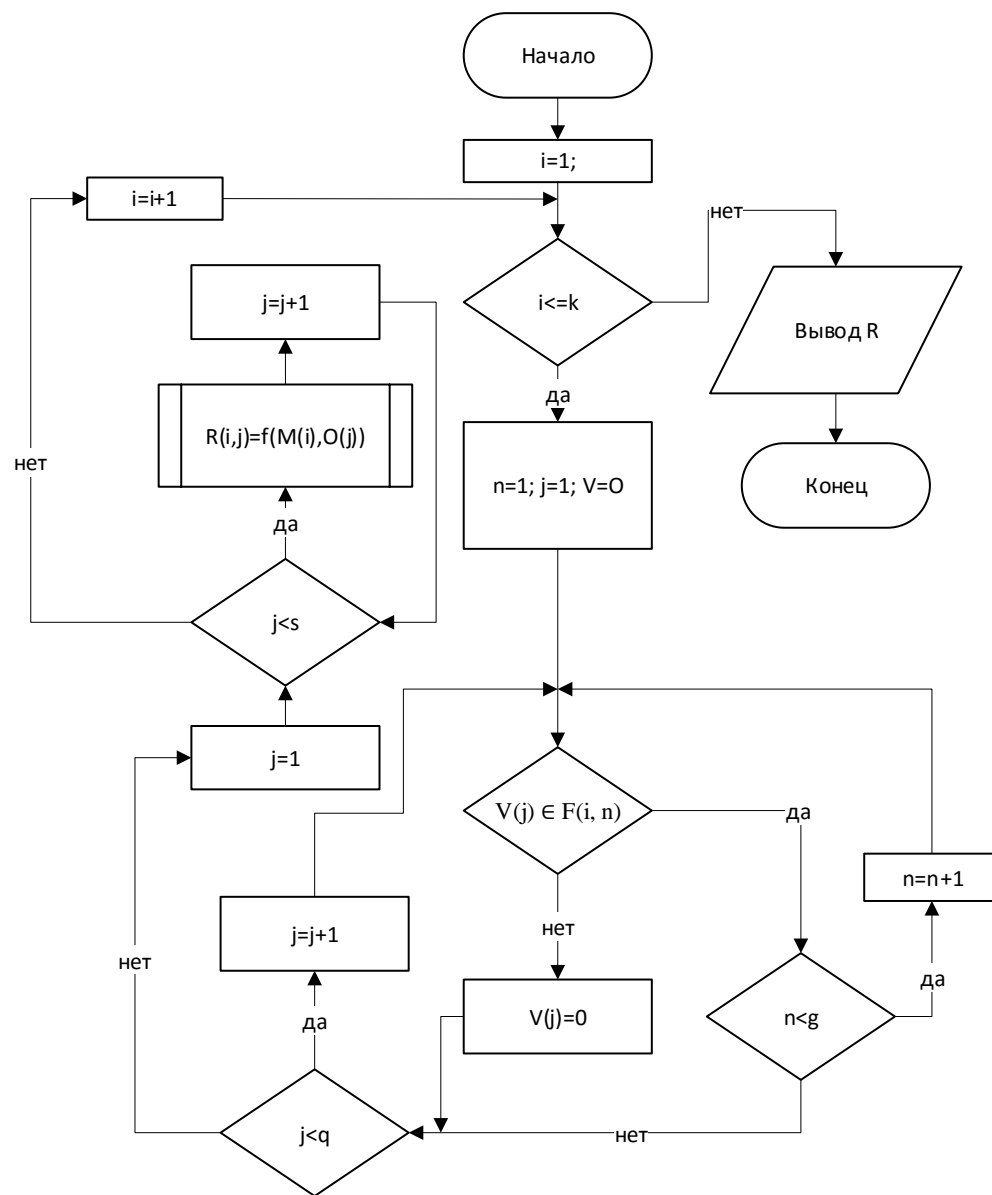 Начало
i=1;
i=i+1
нет
i<=k
j=j+1
Вывод R
да
R(i,j)=f(M(i),O(j))
нет
n=1; j=1; V=O
Конец
да
j<s
j=1
V(j) ∈ F(i, n)
да
n=n+1
j=j+1
нет
нет
да
V(j)=0
n<g
да
j<q
нет